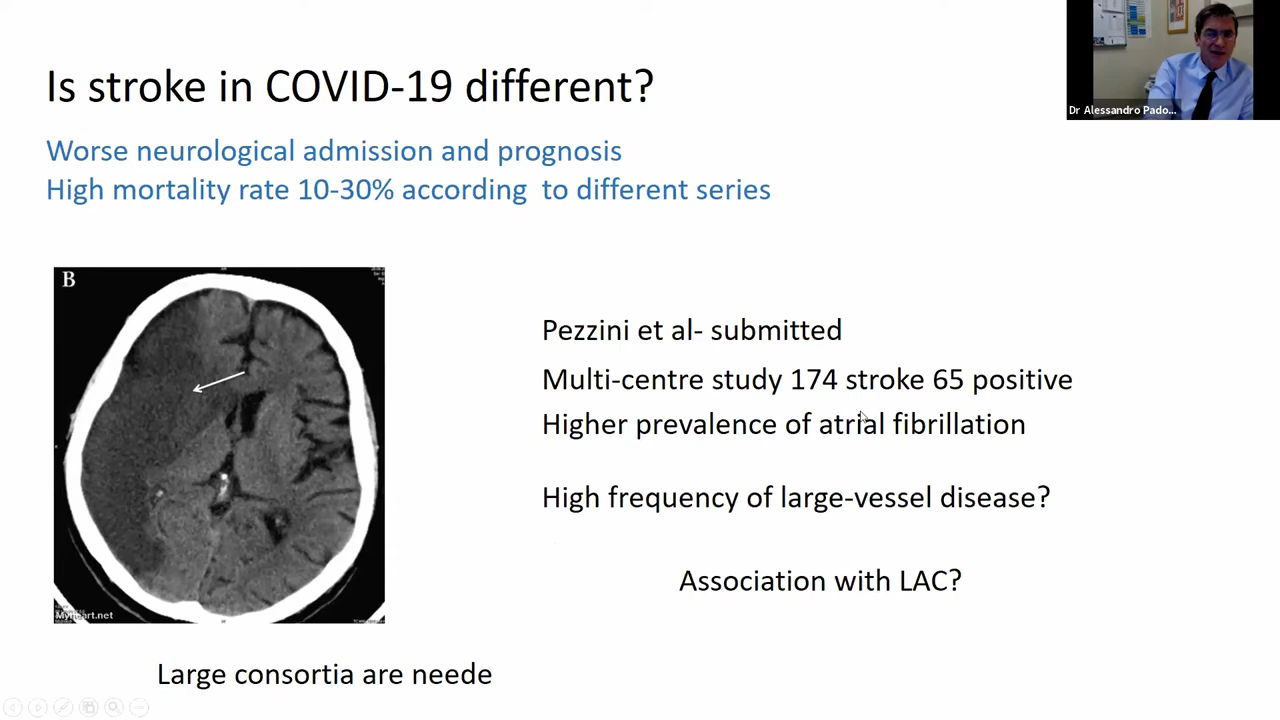 Is stroke in COVID-19 different?
Dr Alessandro Pado...
Worse neurological admission and prognosis
High mortality rate 10-30% according to different series
B
Pezzini et al- submitted
Multi-centre study 174 stroke 65 positive
Higher prevalence of atrial fibrillation
High frequency of large-vessel disease?
Association with LAC?
Myheart.net
Large consortia are neede